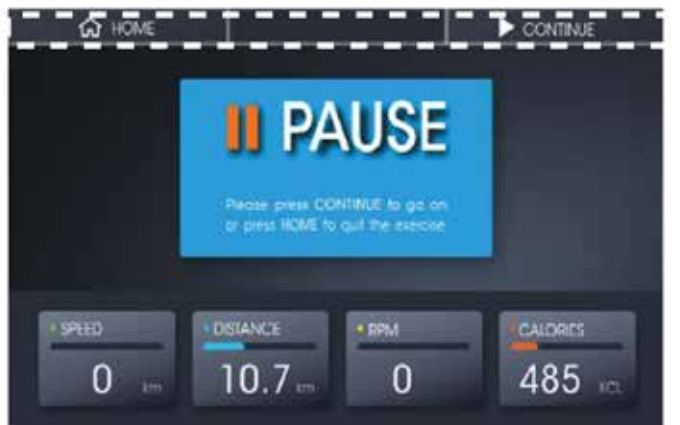 HOME
CONTINUE
PAUSE
Please press CONTINUE to go on
or press HOME to quit the exercise
SPEED
DISTANCE
RPM
CALORIES
0 km
10.7 km
0
485 KCL